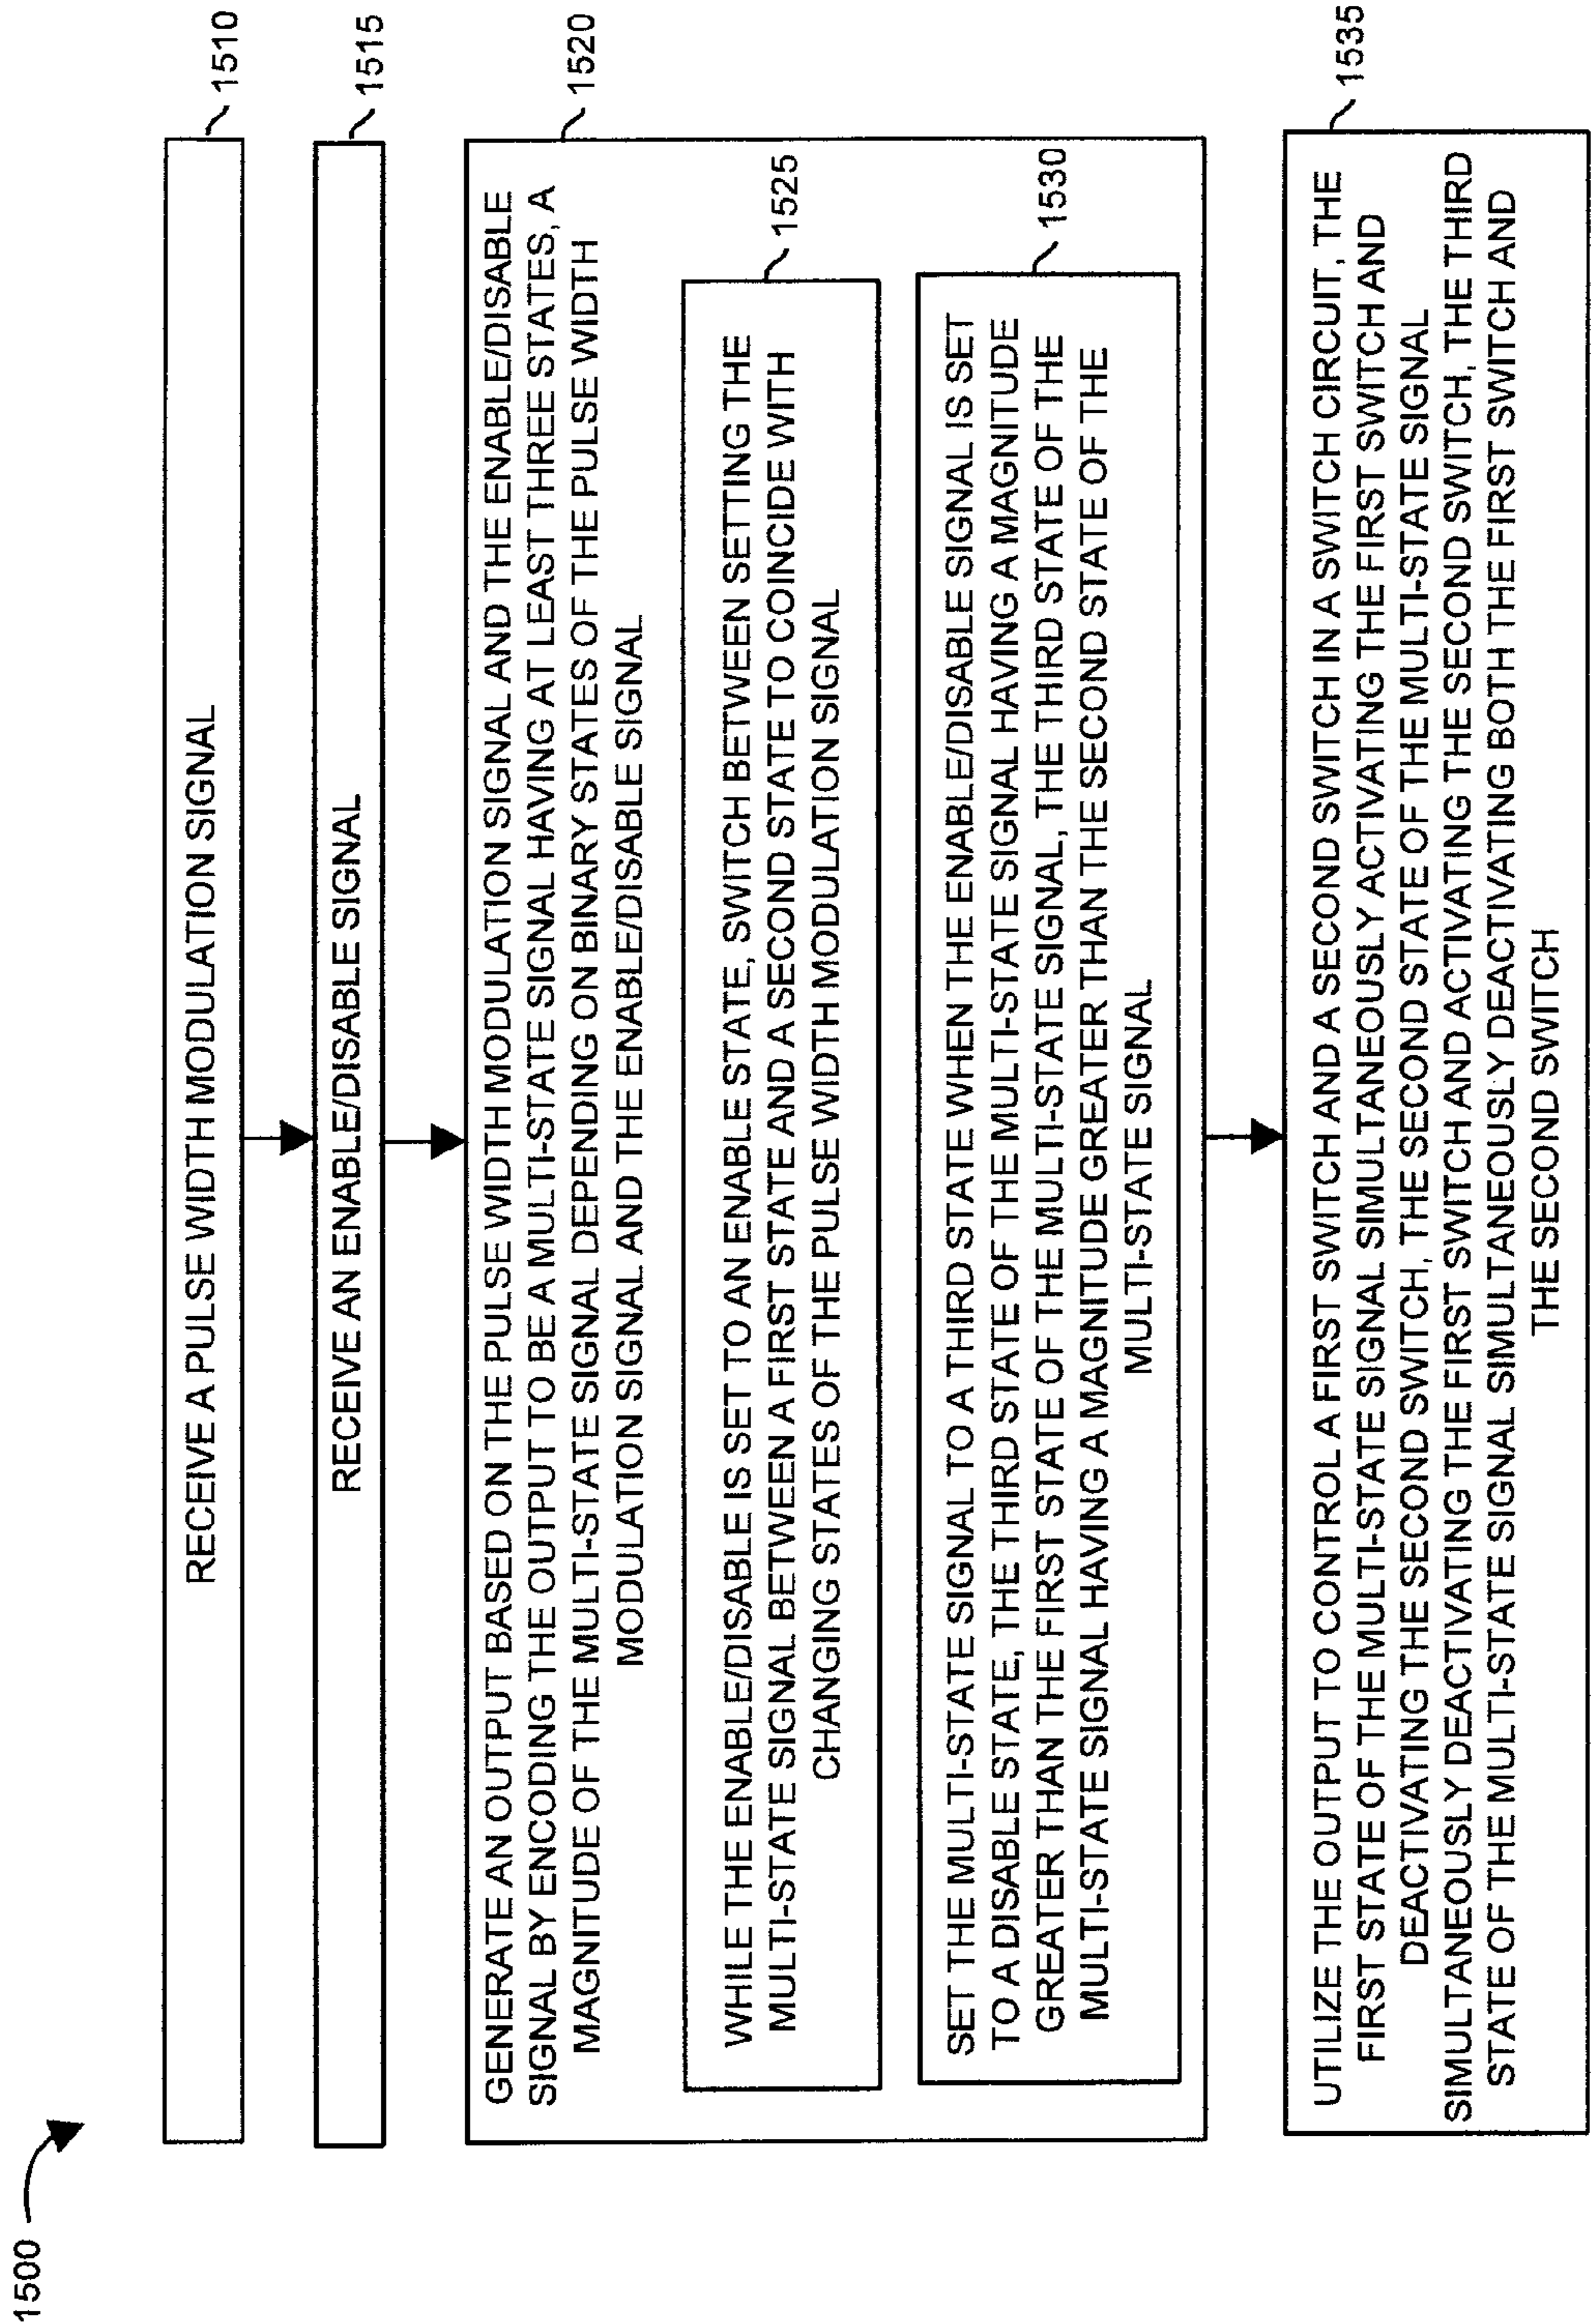 1500
RECEIVE A PULSE WIDTH MODULATION SIGNAL
1510
RECEIVE AN ENABLE/DISABLE SIGNAL
1515
GENERATE AN OUTPUT BASED ON THE PULSE WIDTH MODULATION SIGNAL AND THE ENABLE/DISABLE
SIGNAL BY ENCODING THE OUTPUT TO BE A MULTI-STATE SIGNAL HAVING AT LEAST THREE STATES, A
MAGNITUDE OF THE MULTI-STATE SIGNAL DEPENDING ON BINARY STATES OF THE PULSE WIDTH
MODULATION SIGNAL AND THE ENABLE/DISABLE SIGNAL
1520
WHILE THE ENABLE/DISABLE IS SET TO AN ENABLE STATE, SWITCH BETWEEN SETTING THE
MULTI-STATE SIGNAL BETWEEN A FIRST STATE AND A SECOND STATE TO COINCIDE WITH
CHANGING STATES OF THE PULSE WIDTH MODULATION SIGNAL
1525
SET THE MULTI-STATE SIGNAL TO A THIRD STATE WHEN THE ENABLE/DISABLE SIGNAL IS SET
TO A DISABLE STATE, THE THIRD STATE OF THE MULTI-STATE SIGNAL HAVING A MAGNITUDE
GREATER THAN THE FIRST STATE OF THE MULTI-STATE SIGNAL, THE THIRD STATE OF THE
MULTI-STATE SIGNAL HAVING A MAGNITUDE GREATER THAN THE SECOND STATE OF THE
MULTI-STATE SIGNAL
1530
UTILIZE THE OUTPUT TO CONTROL A FIRST SWITCH AND A SECOND SWITCH IN A SWITCH CIRCUIT, THE
FIRST STATE OF THE MULTI-STATE SIGNAL SIMULTANEOUSLY ACTIVATING THE FIRST SWITCH AND
DEACTIVATING THE SECOND SWITCH, THE SECOND STATE OF THE MULTI-STATE SIGNAL
SIMULTANEOUSLY DEACTIVATING THE FIRST SWITCH AND ACTIVATING THE SECOND SWITCH, THE THIRD
STATE OF THE MULTI-STATE SIGNAL SIMULTANEOUSLY DEACTIVATING BOTH THE FIRST SWITCH AND
THE SECOND SWITCH
1535